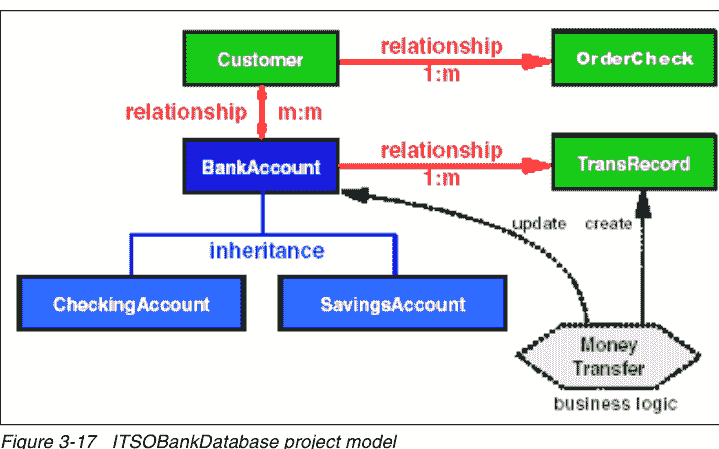 Customer
relationship
1:m
OrderCheck
relationship m:m
BankAccount
relationship
1:m
TransRecord
update create
inheritance
CheckingAccount
SavingsAccount
Money
Transfer
business logic
Figure 3-17 ITSOBankDatabase project model